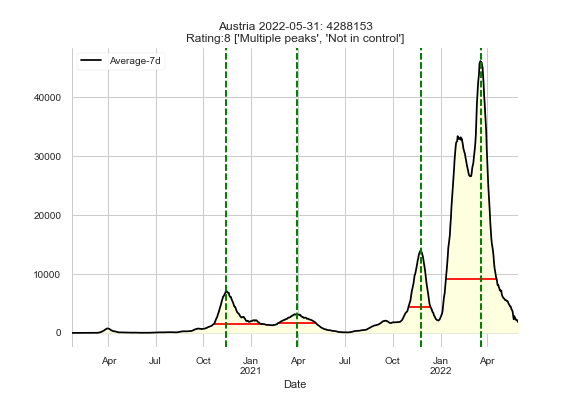 Austria 2022-05-31: 4288153
Rating:8 ['Multiple peaks', 'Not in control']
Average-7d
40000
30000
20000
10000
0
Apr Jul Oct Jan Apr Jul Oct Jan Apr
2021 2022
Date